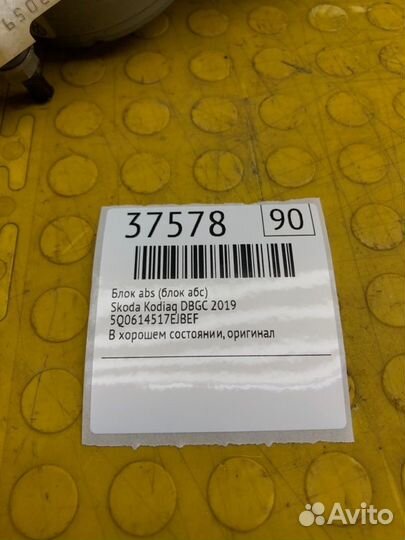 37578 90
Блок abs (блок абс)
Skoda Kodiaq DBGC 2019
5Q0614517EJBEF
В хорошем состоянии, оригинал
Avito